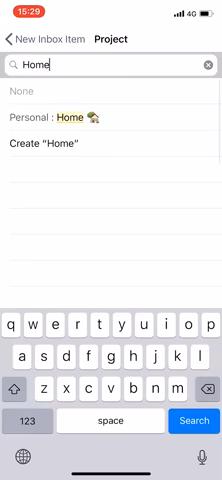 15:29
4G
New Inbox Item
Project
Home
None
Personal : Home 🏡
Create “Home”
q w e r t y u i o p
a s d f g h j k l
z x c v b n m
123 space Search